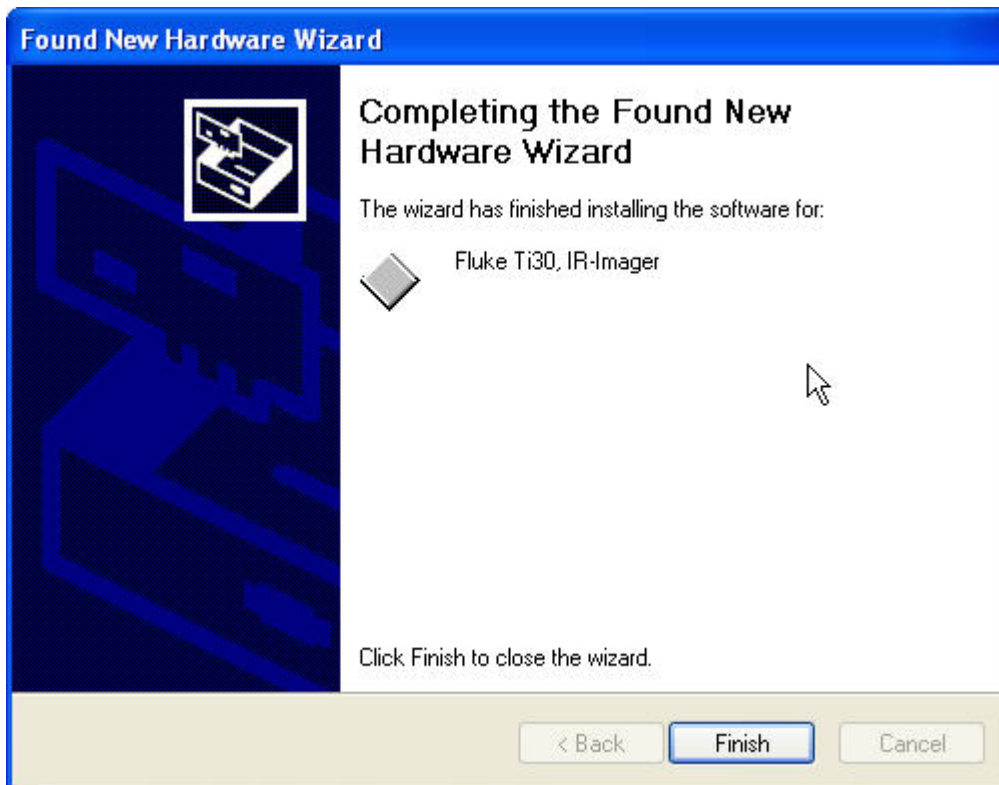 Found New Hardware Wizard
Completing the Found New
Hardware Wizard
The wizard has finished installing the software for:
Fluke Ti30, IR-Imager
Click Finish to close the wizard.
< Back
Finish
Cancel